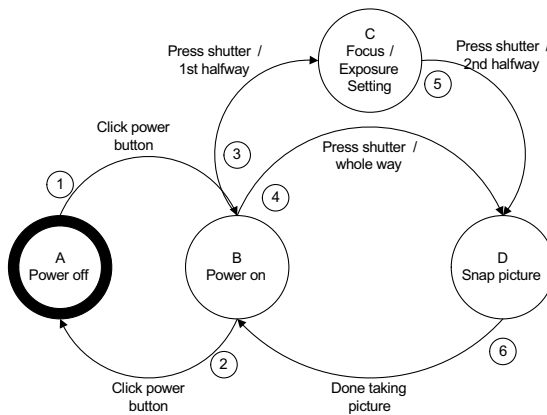 C
Focus /
Exposure
Setting
Press shutter /
1st halfway
Press shutter /
2nd halfway
5
Click power
button
3
Press shutter /
whole way
1
4
A
Power off
B
Power on
D
Snap picture
2
6
Click power
button
Done taking
picture